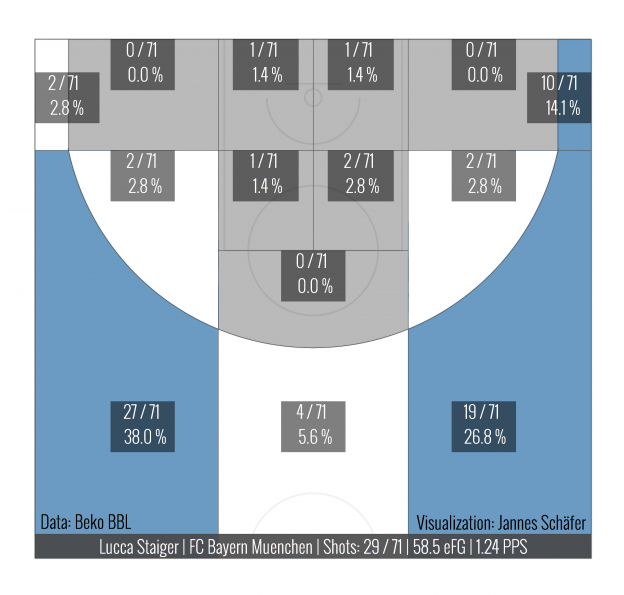 0 / 71
0.0 %
1 / 71
1.4 %
1 / 71
1.4 %
0 / 71
0.0 %
2 / 71
2.8 %
10 / 71
14.1 %
2 / 71
2.8 %
1 / 71
1.4 %
2 / 71
2.8 %
2 / 71
2.8 %
0 / 71
0.0 %
27 / 71
38.0 %
4 / 71
5.6 %
19 / 71
26.8 %
Data: Beko BBL
Visualization: Jannes Schäfer
Lucca Staiger | FC Bayern Muenchen | Shots: 29 / 71 | 58.5 eFG | 1.24 PPS